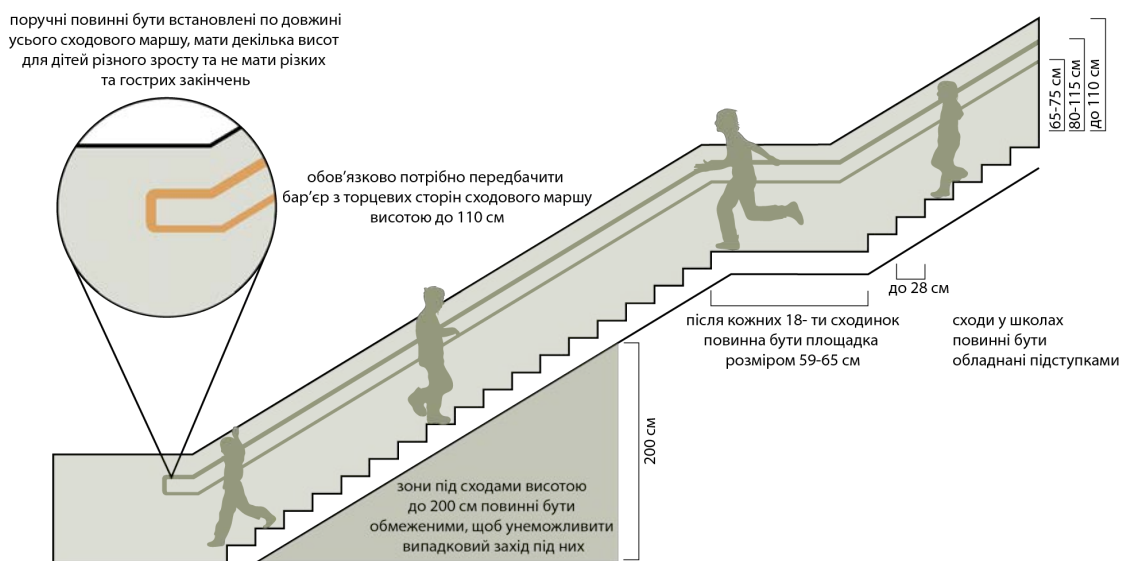 поручні повинні бути встановлені по довжині
усього сходового маршу, мати декілька висот
для дітей різного зросту та не мати різких
та гострих закінчень
обов’язково потрібно передбачити
бар’єр з торцевих сторін сходового маршу
висотою до 110 см
65-75 см
80-115 см
до 110 см
до 28 см
після кожних 18- ти сходинок
повинна бути площадка
розміром 59-65 см
сходи у школах
повинні бути
обладнані підступками
200 см
зони під сходами висотою
до 200 см повинні бути
обмеженими, щоб унеможливити
випадковий захід під них